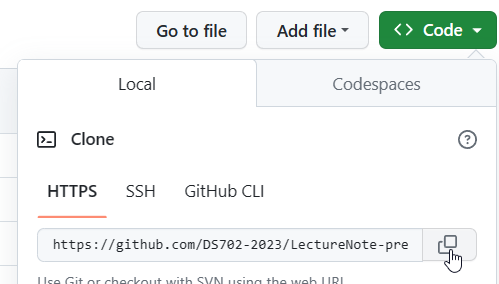 Go to file Add file <> Code
Local Codespaces
Clone
HTTPS SSH GitHub CLI
https://github.com/DS702-2023/LectureNote-pre
Use Git or checkout with SVN using the web URL